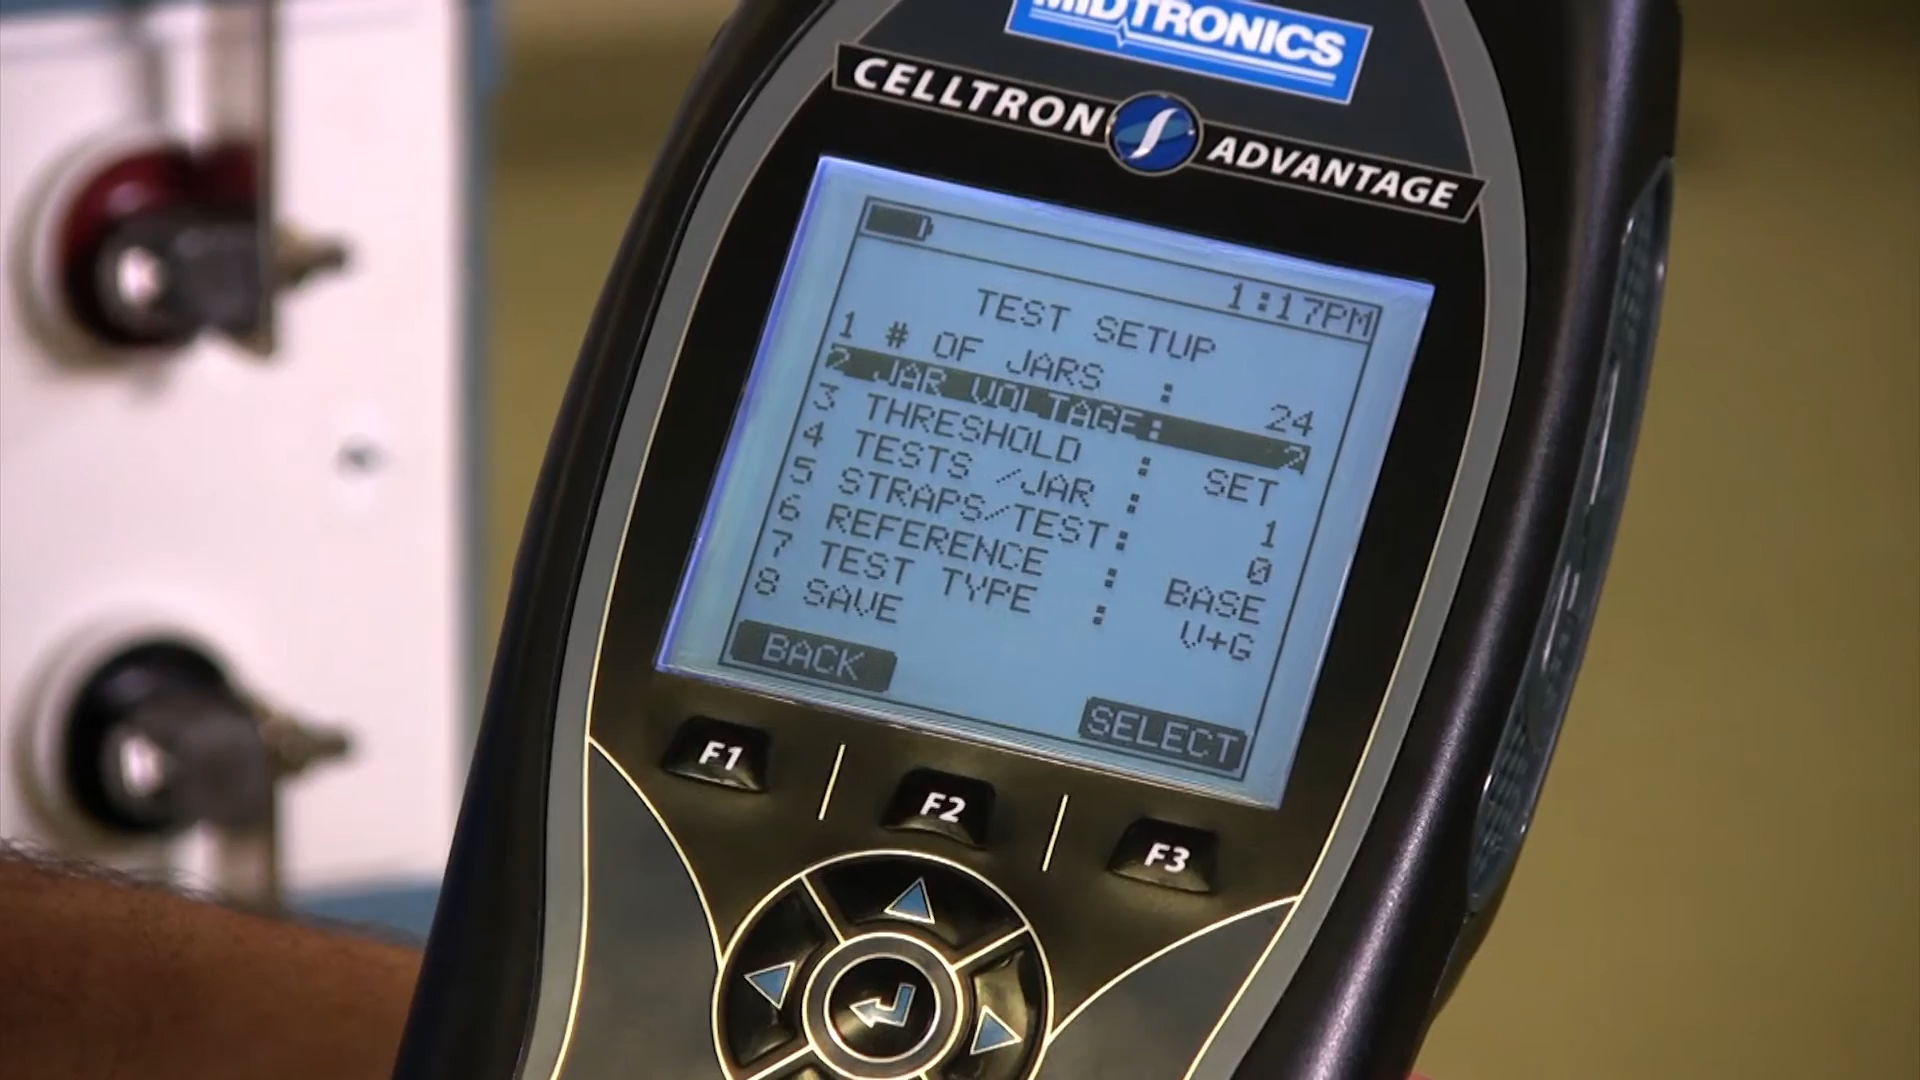 MIDTRONICS
CELLTRON ADVANTAGE
1:17PM
TEST SETUP
1 # OF JARS : 24
2 JAR VOLTAGE: 2
3 THRESHOLD : SET
4 TESTS /JAR : 1
5 STRAPS/TEST: 0
6 REFERENCE : BASE
7 TEST TYPE : V+G
8 SAVE
BACK
SELECT
F1
F2
F3